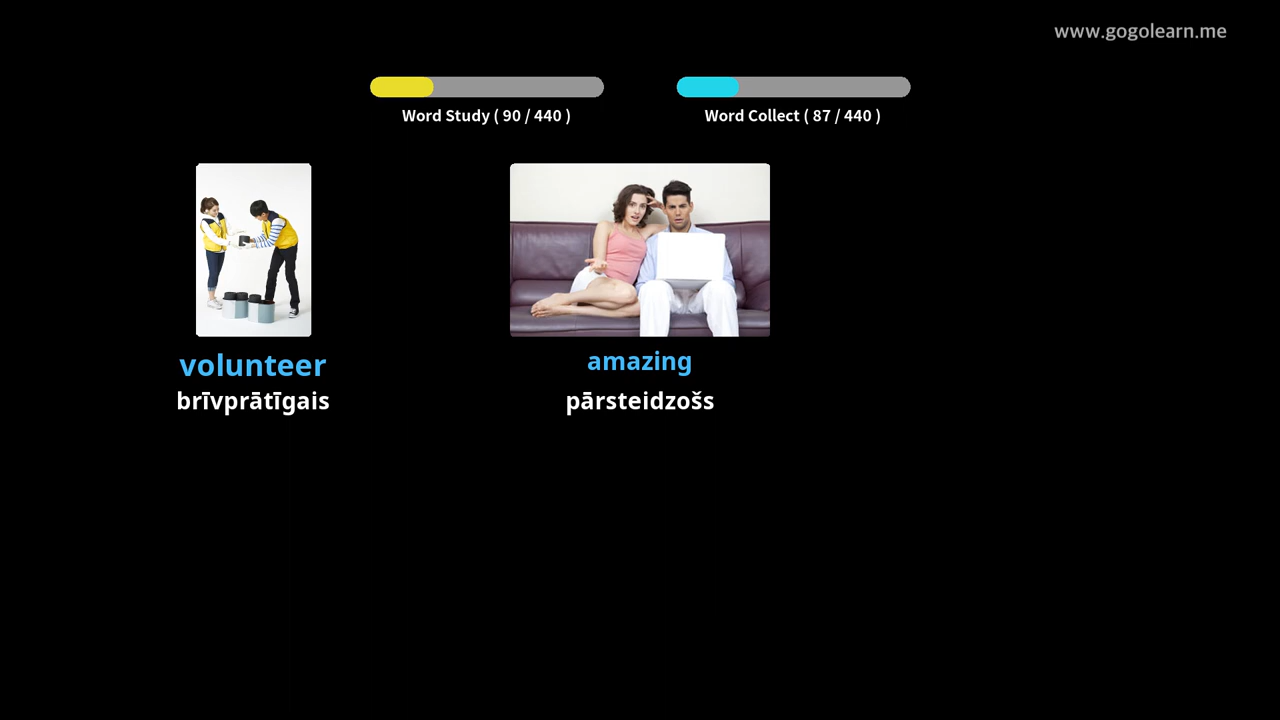 www.gogolearn.me
Word Study ( 90 / 440 )
Word Collect ( 87 / 440 )
volunteer
brīvprātīgais
amazing
pārsteidzošs